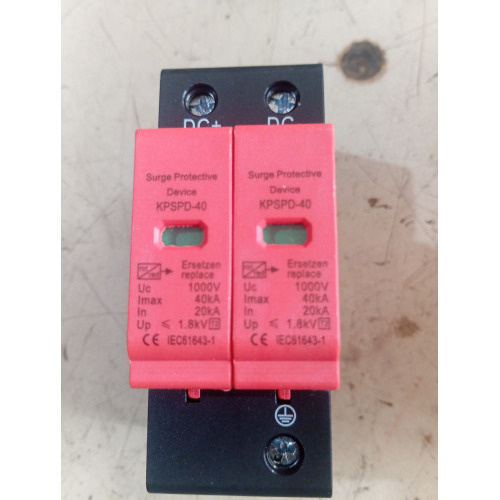 DC+ DC-
Surge Protective
Device
KPSPD-40
Ersetzen
replace
Uc 1000V
Imax 40kA
In 20kA
Up ≤ 1.8kV T2
CE IEC61643-1
Surge Protective
Device
KPSPD-40
Ersetzen
replace
Uc 1000V
Imax 40kA
In 20kA
Up ≤ 1.8kV T2
CE IEC61643-1